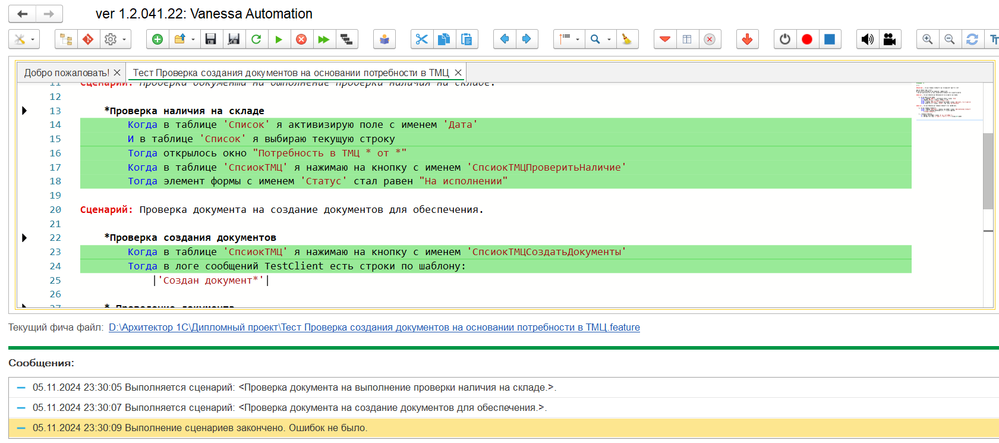 ver 1.2.041.22: Vanessa Automation
Добро пожаловать!
Тест Проверка создания документов на основании потребности в ТМЦ
11 Сценарий: Проверка документа на выполнение проверки наличия на складе.
12
13 *Проверка наличия на складе
14 Когда в таблице 'Список' я активизирую поле с именем 'Дата'
15 И в таблице 'Список' я выбираю текущую строку
16 Тогда открылось окно "Потребность в ТМЦ * от *"
17 Когда в таблице 'СпсиокТМЦ' я нажимаю на кнопку с именем 'СпсиокТМЦПроверитьНаличие'
18 Тогда элемент формы с именем 'Статус' стал равен "На исполнении"
19
20 Сценарий: Проверка документа на создание документов для обеспечения.
21
22 *Проверка создания документов
23 Когда в таблице 'СпсиокТМЦ' я нажимаю на кнопку с именем 'СпсиокТМЦСоздатьДокументы'
24 Тогда в логе сообщений TestClient есть строки по шаблону:
25 |'Создан документ*'|
26
27 * Проведение документа
Текущий фича файл: D:\Архитектор 1С\Дипломный проект\Тест Проверка создания документов на основании потребности в ТМЦ.feature
Сообщения:
05.11.2024 23:30:05 Выполняется сценарий: <Проверка документа на выполнение проверки наличия на складе.>.
05.11.2024 23:30:07 Выполняется сценарий: <Проверка документа на создание документов для обеспечения.>.
05.11.2024 23:30:09 Выполнение сценариев закончено. Ошибок не было.